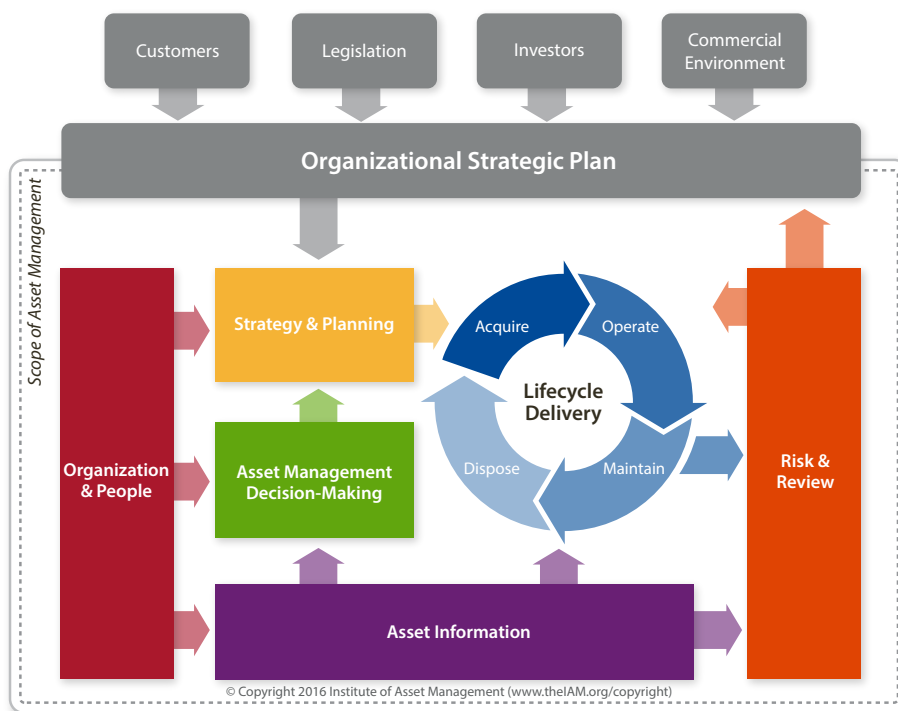 Customers
Legislation
Investors
Commercial
Environment
Organizational Strategic Plan
Scope of Asset Management
Strategy & Planning
Acquire
Operate
Lifecycle
Delivery
Organization
& People
Asset Management
Decision-Making
Dispose
Maintain
Risk &
Review
Asset Information
© Copyright 2016 Institute of Asset Management (www.theIAM.org/copyright)